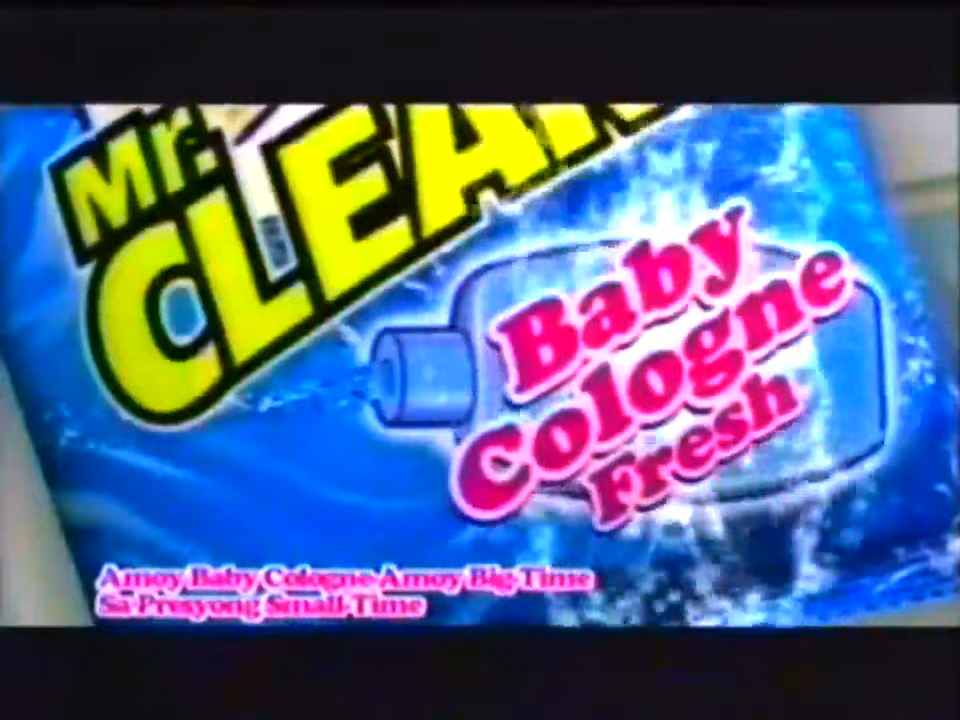 Mr.
CLEAN
Baby
Cologne
Fresh
Amoy Baby Cologne Amoy Big Time
Sa Presyong Small Time